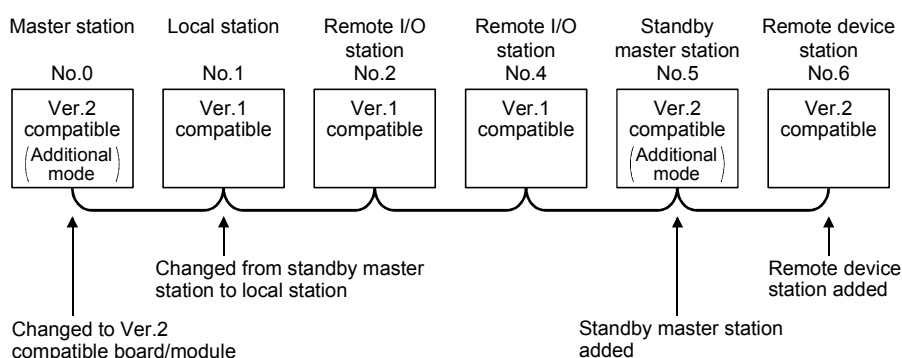 Master station
Local station
Remote I/O
station
Remote I/O
station
Standby
master station
Remote device
station
No.0
No.1
No.2
No.4
No.5
No.6
Ver.2
compatible
(Additional
mode)
Ver.1
compatible
Ver.1
compatible
Ver.1
compatible
Ver.2
compatible
(Additional
mode)
Ver.2
compatible
Changed from standby master
station to local station
Remote device
station added
Changed to Ver.2
compatible board/module
Standby master station
added